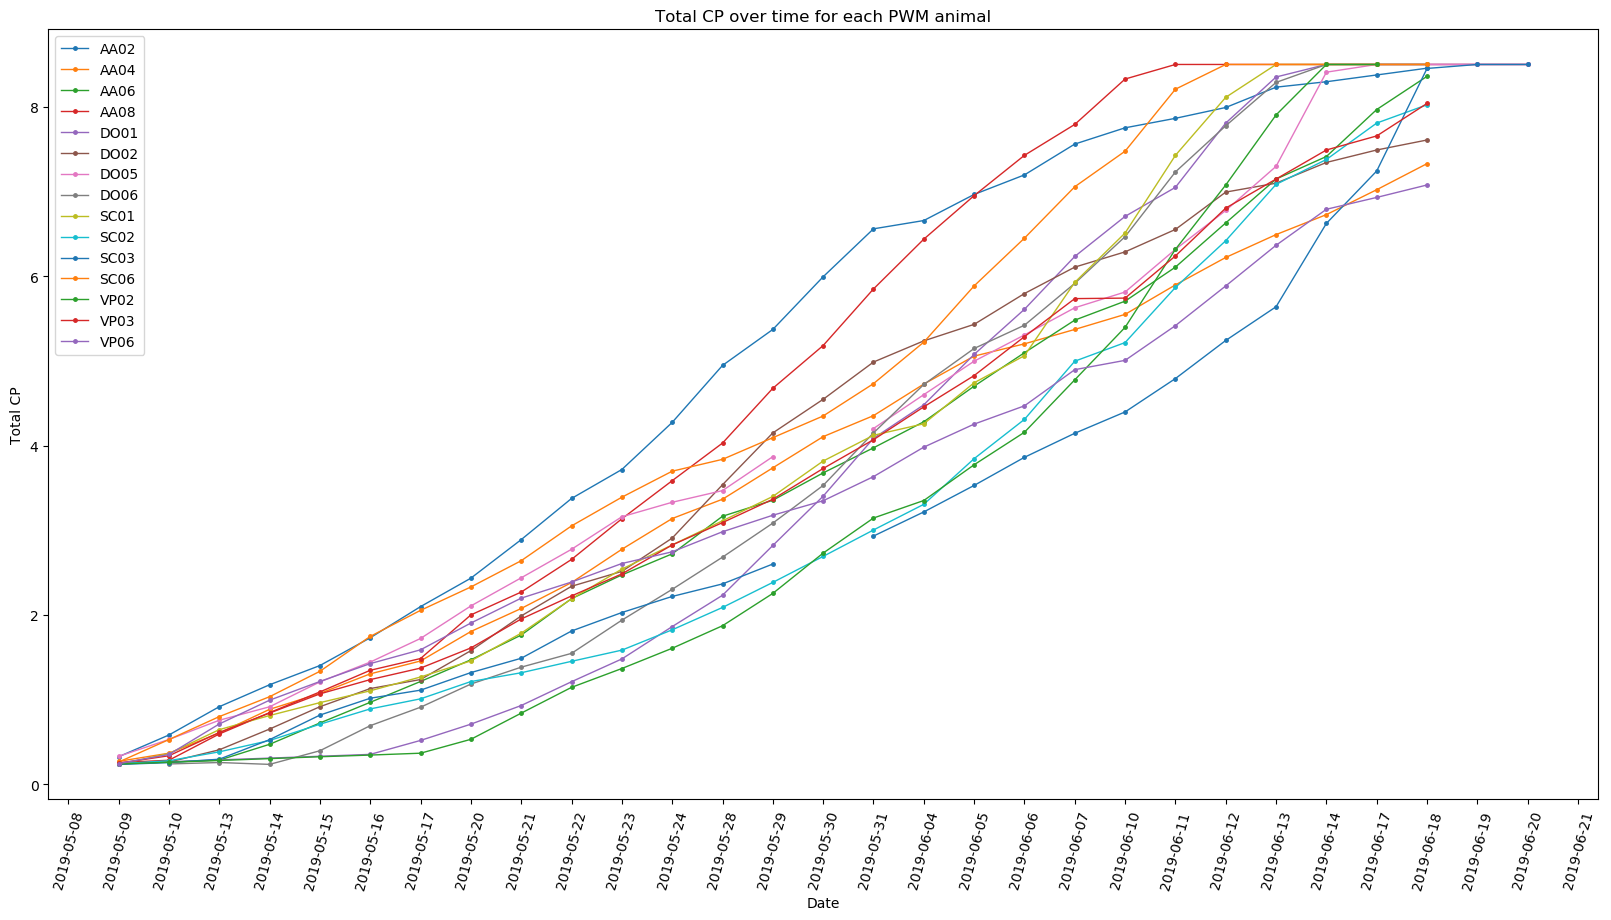 Total CP over time for each PWM animal
AA02
AA04
AA06
AA08
DO01
DO02
DO05
DO06
SC01
SC02
SC03
SC06
VP02
VP03
VP06
Total CP
8
6
4
2
0
2019-05-08
2019-05-09
2019-05-10
2019-05-13
2019-05-14
2019-05-15
2019-05-16
2019-05-17
2019-05-20
2019-05-21
2019-05-22
2019-05-23
2019-05-24
2019-05-28
2019-05-29
2019-05-30
2019-05-31
2019-06-04
2019-06-05
2019-06-06
2019-06-07
2019-06-10
2019-06-11
2019-06-12
2019-06-13
2019-06-14
2019-06-17
2019-06-18
2019-06-19
2019-06-20
2019-06-21
Date